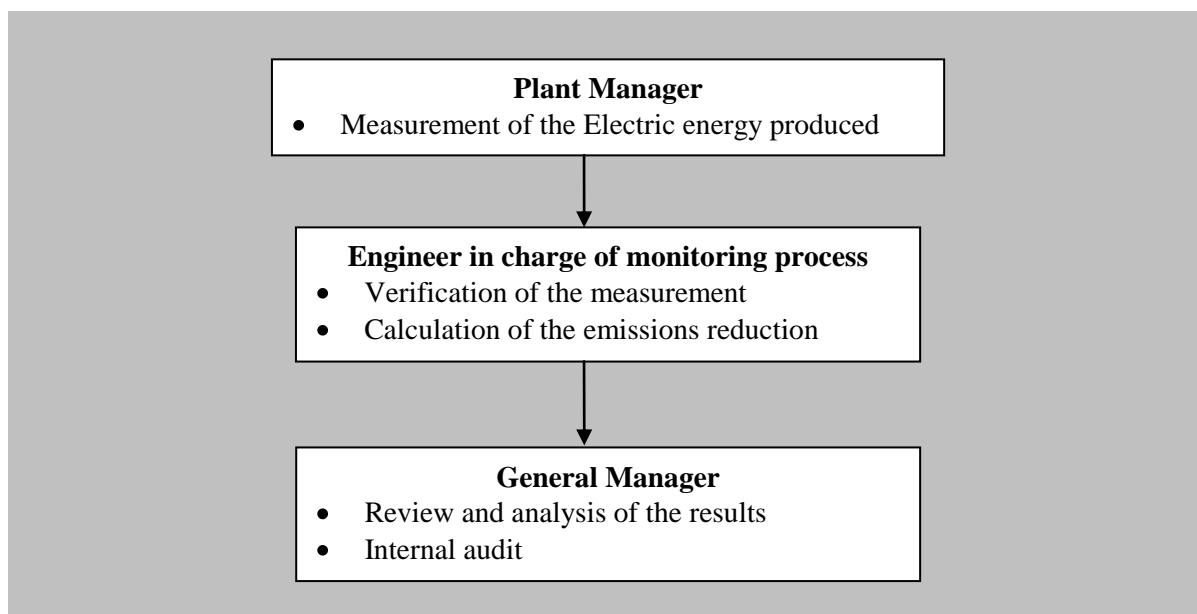 Plant Manager
• Measurement of the Electric energy produced
Engineer in charge of monitoring process
• Verification of the measurement
• Calculation of the emissions reduction
General Manager
• Review and analysis of the results
• Internal audit